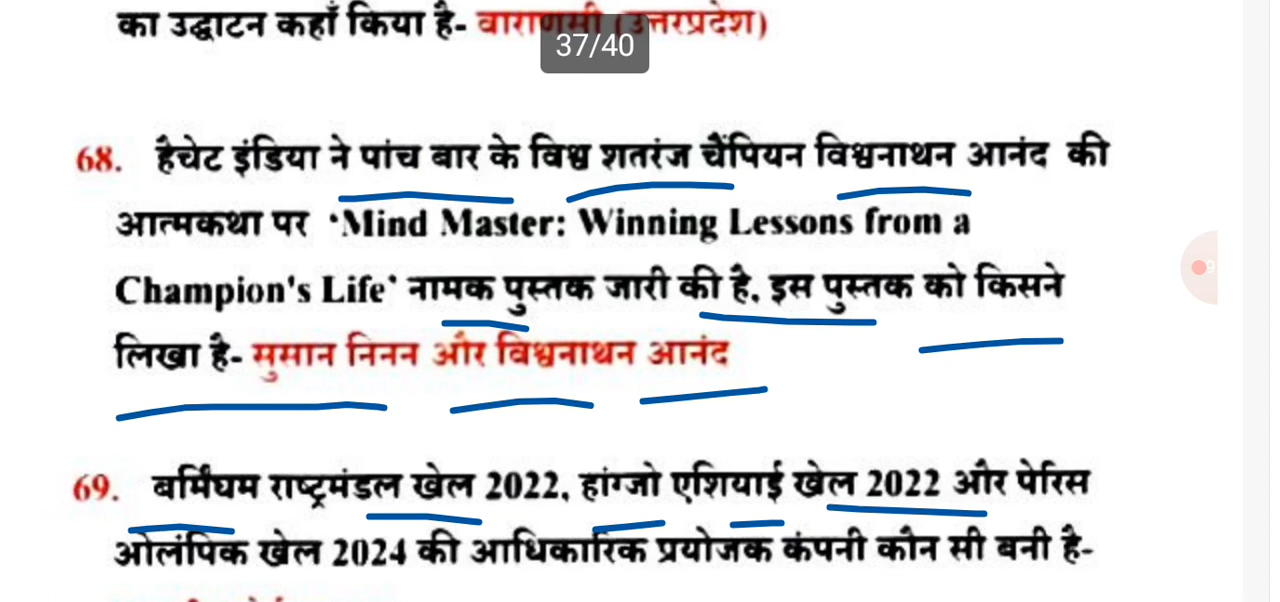 का उद्घाटन कहाँ किया है- वाराणसी (उत्तरप्रदेश)
37/40
68. हैचेट इंडिया ने पांच बार के विश्व शतरंज चैंपियन विश्वनाथन आनंद की
आत्मकथा पर 'Mind Master: Winning Lessons from a
Champion's Life' नामक पुस्तक जारी की है, इस पुस्तक को किसने
लिखा है- सुसान निनन और विश्वनाथन आनंद
69. बर्मिंघम राष्ट्रमंडल खेल 2022, हांग्जो एशियाई खेल 2022 और पेरिस
ओलंपिक खेल 2024 की आधिकारिक प्रयोजक कंपनी कौन सी बनी है-